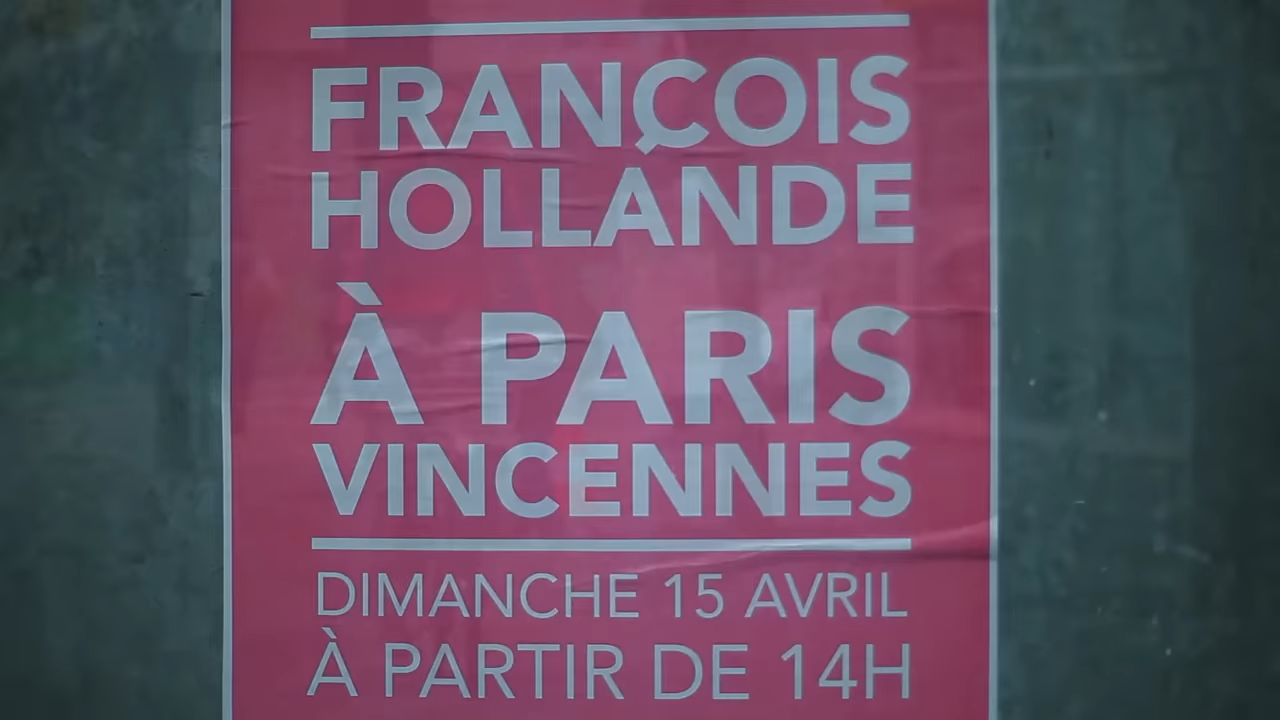 FRANÇOIS
HOLLANDE
À PARIS
VINCENNES
DIMANCHE 15 AVRIL
À PARTIR DE 14H